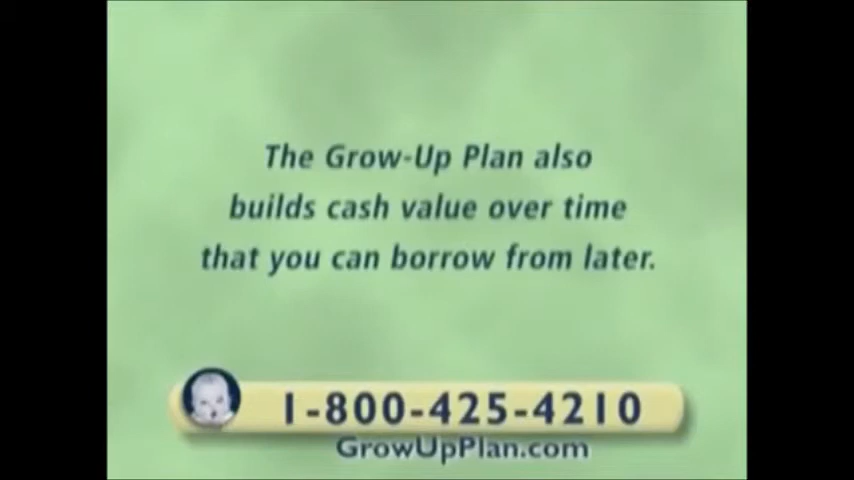 The Grow-Up Plan also
builds cash value over time
that you can borrow from later.
1-800-425-4210
GrowUpPlan.com